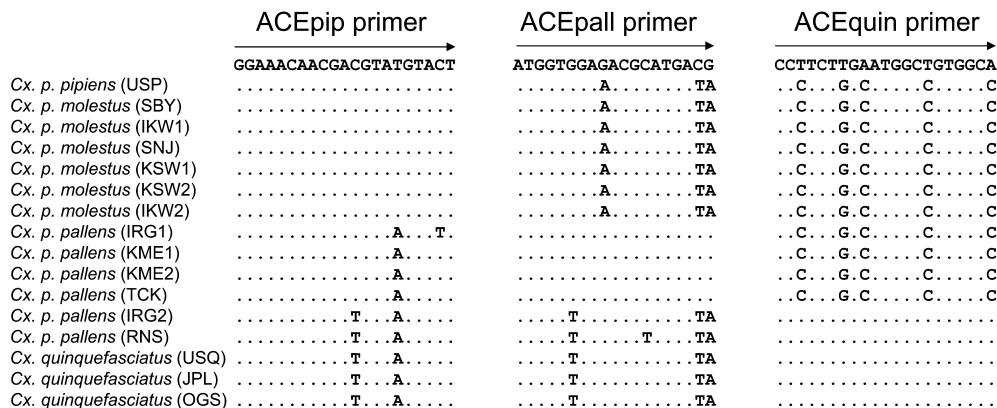 ACEpip primer ACEpall primer ACEquin primer
GGAAACAACGACGTATGTACT ATGGTGGAGACGCATGACG CCTTCTTGAATGGCTGTGGCA
Cx. p. pipiens (USP) ..................... ........A........TA ..C...G.C.....C.....C
Cx. p. molestus (SBY) ..................... ........A........TA ..C...G.C.....C.....C
Cx. p. molestus (IKW1) ..................... ........A........TA ..C...G.C.....C.....C
Cx. p. molestus (SNJ) ..................... ........A........TA ..C...G.C.....C.....C
Cx. p. molestus (KSW1) ..................... ........A........TA ..C...G.C.....C.....C
Cx. p. molestus (KSW2) ..................... ........A........TA ..C...G.C.....C.....C
Cx. p. molestus (IKW2) ..................... ........A........TA ..C...G.C.....C.....C
Cx. p. pallens (IRG1) ...............A...T. ................... ..C...G.C.....C.....C
Cx. p. pallens (KME1) ...............A..... ................... ..C...G.C.....C.....C
Cx. p. pallens (KME2) ...............A..... ................... ..C...G.C.....C.....C
Cx. p. pallens (TCK) ...............A..... ................... ..C...G.C.....C.....C
Cx. p. pallens (IRG2) ...........T...A..... .....T...........TA .....................
Cx. p. pallens (RNS) ...........T...A..... .....T......T....TA .....................
Cx. quinquefasciatus (USQ) ...........T...A..... .....T...........TA .....................
Cx. quinquefasciatus (JPL) ...........T...A..... .....T...........TA .....................
Cx. quinquefasciatus (OGS) ...........T...A..... .....T...........TA .....................